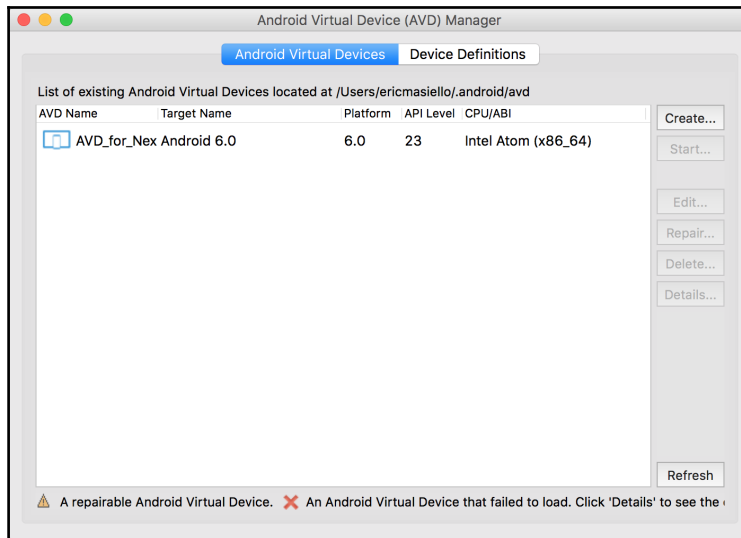 Android Virtual Device (AVD) Manager
Android Virtual Devices Device Definitions
List of existing Android Virtual Devices located at /Users/ericmasiello/.android/avd
AVD Name Target Name Platform API Level CPU/ABI
AVD_for_Nex Android 6.0 6.0 23 Intel Atom (x86_64)
Create...
Start...
Edit...
Repair...
Delete...
Details...
Refresh
A repairable Android Virtual Device. An Android Virtual Device that failed to load. Click 'Details' to see the